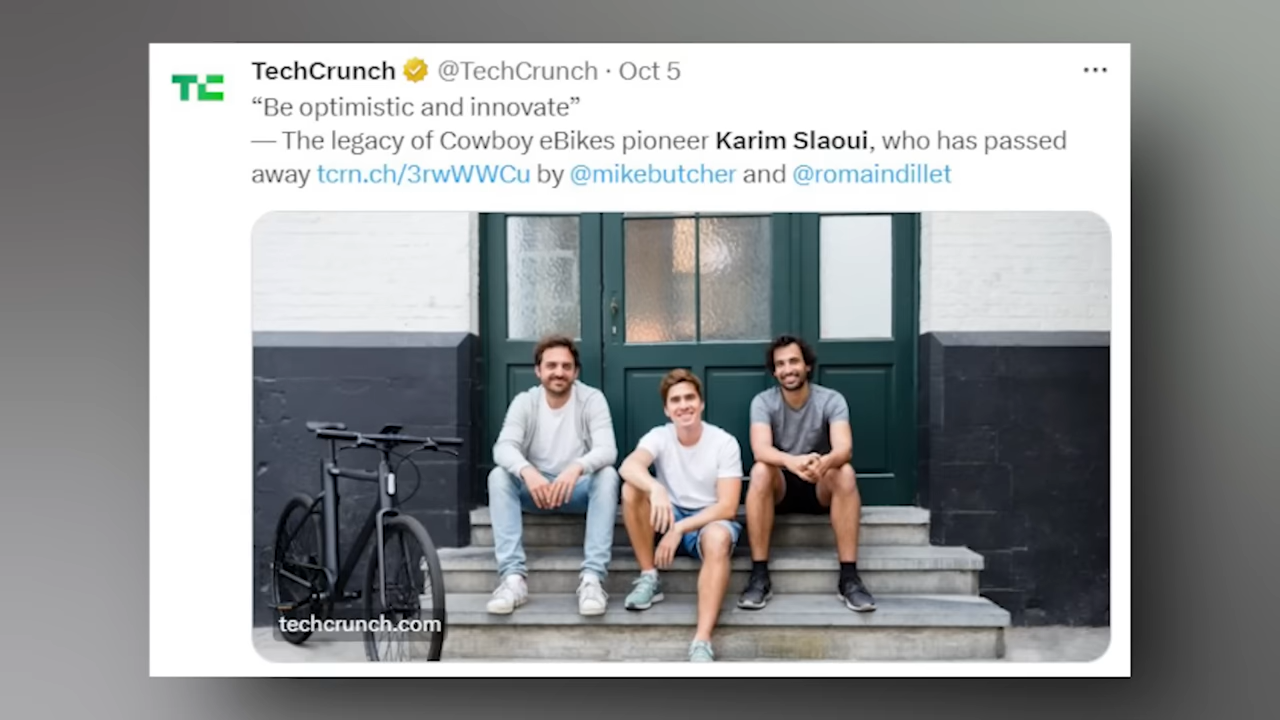 TC
TechCrunch @TechCrunch · Oct 5
“Be optimistic and innovate”
— The legacy of Cowboy eBikes pioneer Karim Slaoui, who has passed
away tcrn.ch/3rwWWCu by @mikebutcher and @romaindillet
techcrunch.com